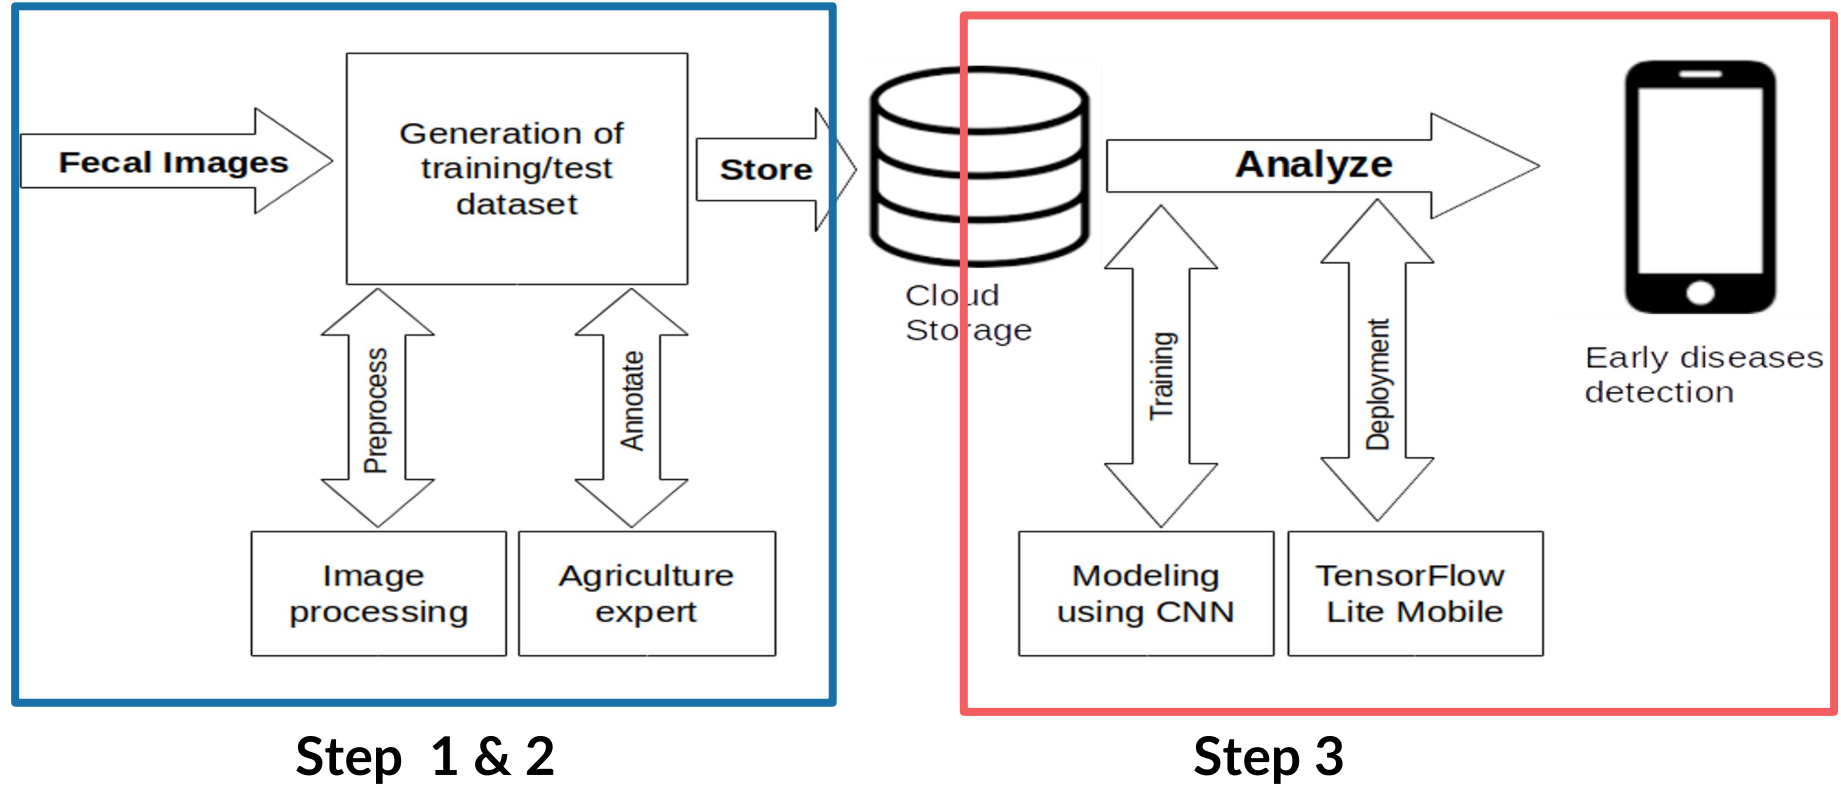 Fecal Images
Generation of
training/test
dataset
Store
Cloud
Storage
Analyze
Early diseases
detection
Preprocess
Annotate
Training
Deployment
Image
processing
Agriculture
expert
Modeling
using CNN
TensorFlow
Lite Mobile
Step 1 & 2
Step 3